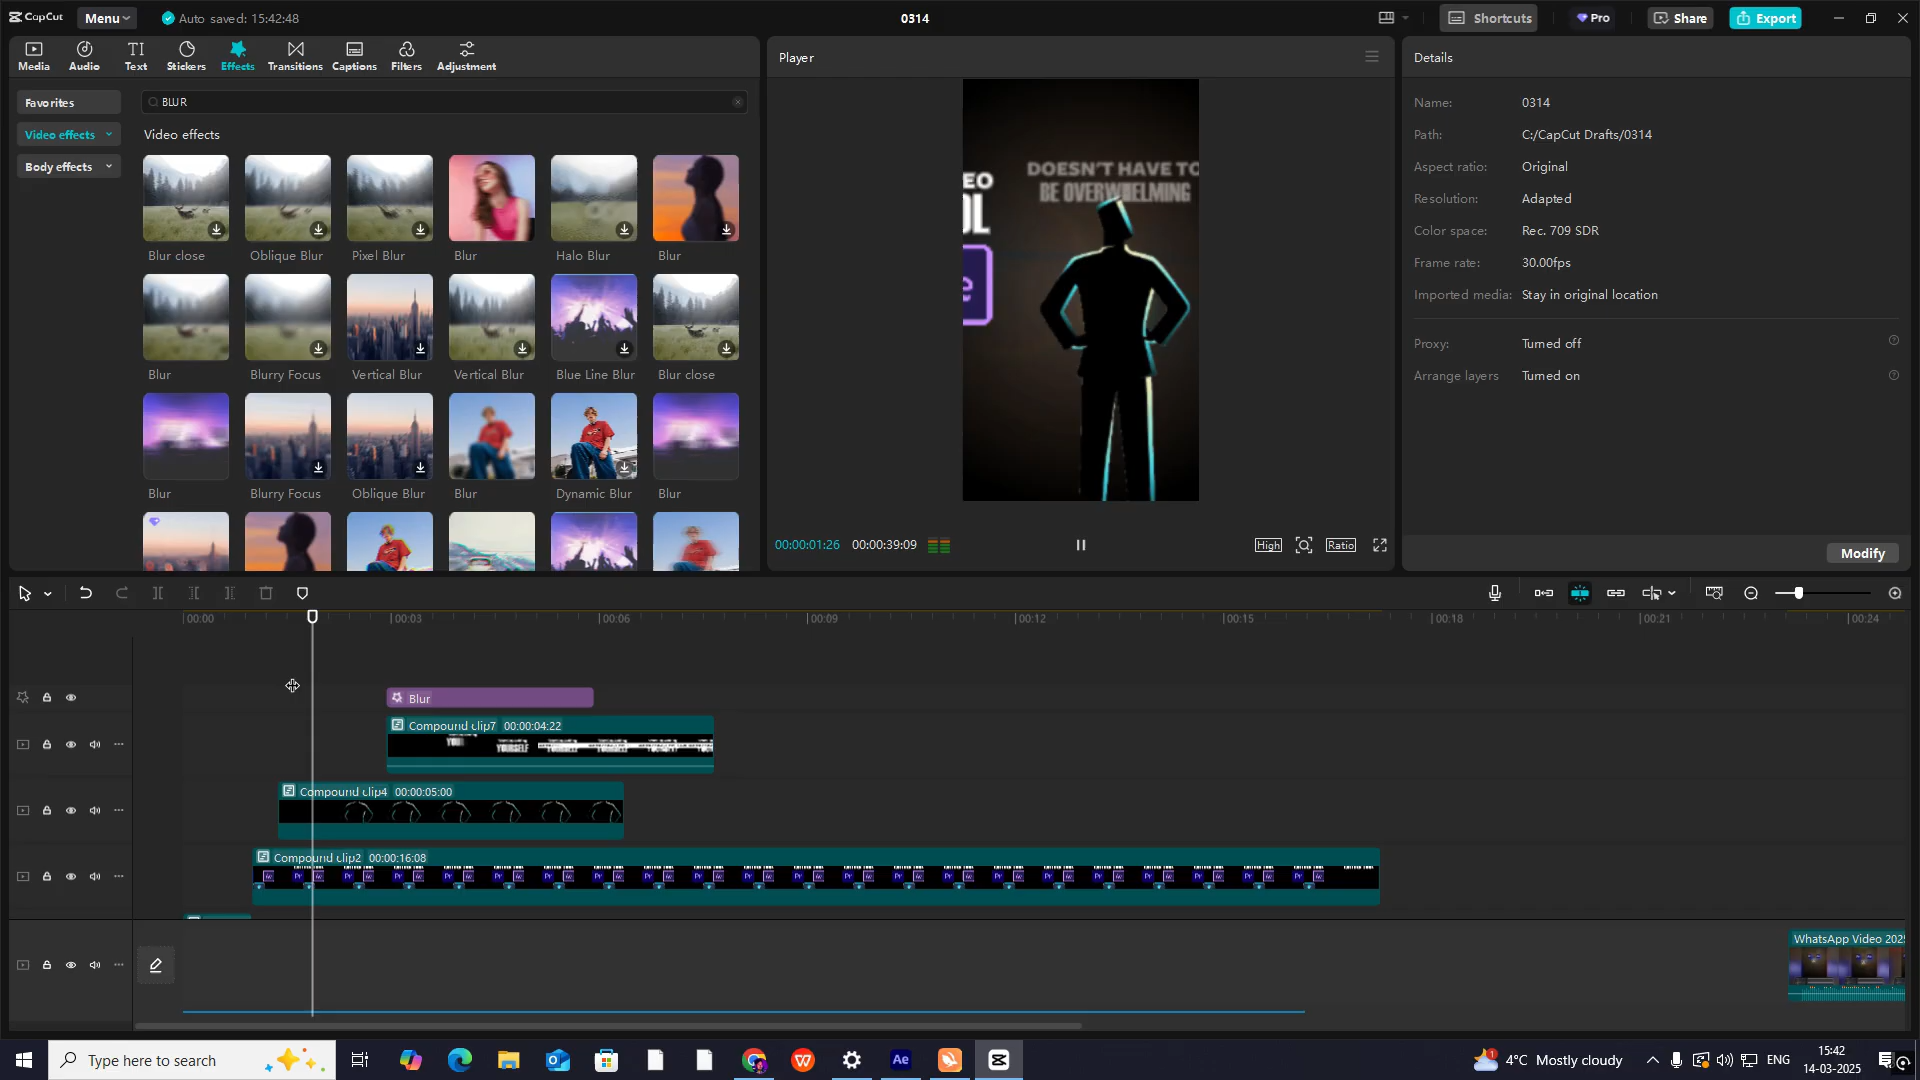 CapCut
Menu
Auto saved: 15:42:48
0314
Shortcuts
Pro
Share
Export
Media
Audio
Text
Stickers
Effects
Transitions
Captions
Filters
Adjustment
Favorites
Video effects
Body effects
BLUR
Video effects
Blur close
Oblique Blur
Pixel Blur
Blur
Halo Blur
Blur
Blur
Blurry Focus
Vertical Blur
Vertical Blur
Blue Line Blur
Blur close
Blur
Blurry Focus
Oblique Blur
Blur
Dynamic Blur
Blur
Player
EO
OL
e
DOESN'T HAVE TO
BE OVERWHELMING
00:00:01:26
00:00:39:09
High
Ratio
Details
Name: 0314
Path: C:/CapCut Drafts/0314
Aspect ratio: Original
Resolution: Adapted
Color space: Rec. 709 SDR
Frame rate: 30.00fps
Imported media: Stay in original location
Proxy: Turned off
Arrange layers Turned on
Modify
00:00
00:03
00:06
00:09
00:12
00:15
00:18
00:21
00:24
Blur
Compound clip7 00:00:04:22
YOURSELF
Compound clip4 00:00:05:00
Compound clip2 00:00:16:08
WhatsApp Video 202
Type here to search
Ae
4°C Mostly cloudy
ENG
15:42
14-03-2025